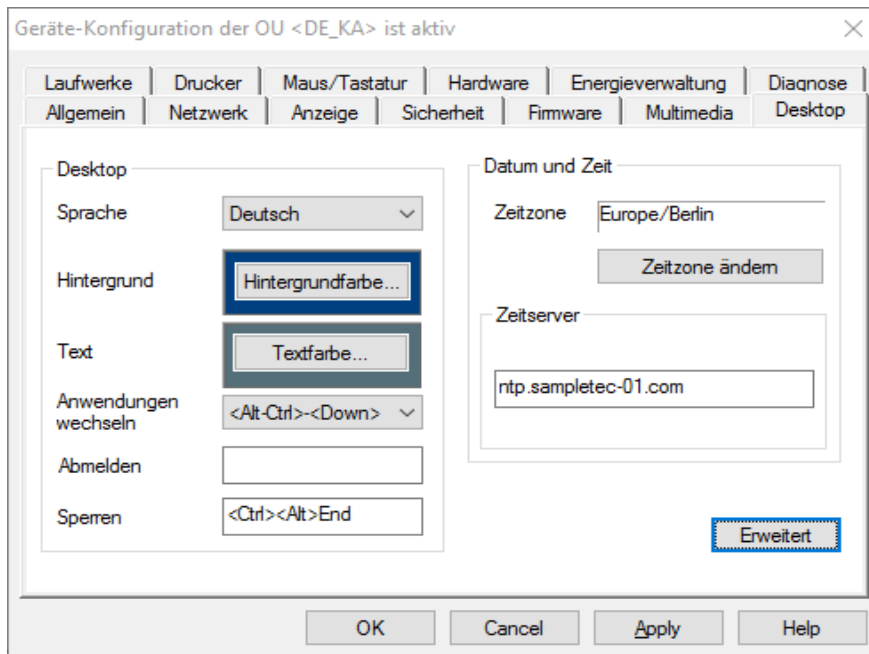 Geräte-Konfiguration der OU <DE_KA> ist aktiv
Laufwerke Drucker Maus/Tastatur Hardware Energieverwaltung Diagnose
Allgemein Netzwerk Anzeige Sicherheit Firmware Multimedia Desktop
Desktop
Sprache Deutsch
Hintergrund Hintergrundfarbe...
Text Textfarbe...
Anwendungen
wechseln <Alt-Ctrl>-<Down>
Abmelden
Sperren <Ctrl><Alt>End
Datum und Zeit
Zeitzone Europe/Berlin
Zeitzone ändern
Zeitserver
ntp.sampletec-01.com
Erweitert
OK Cancel Apply Help